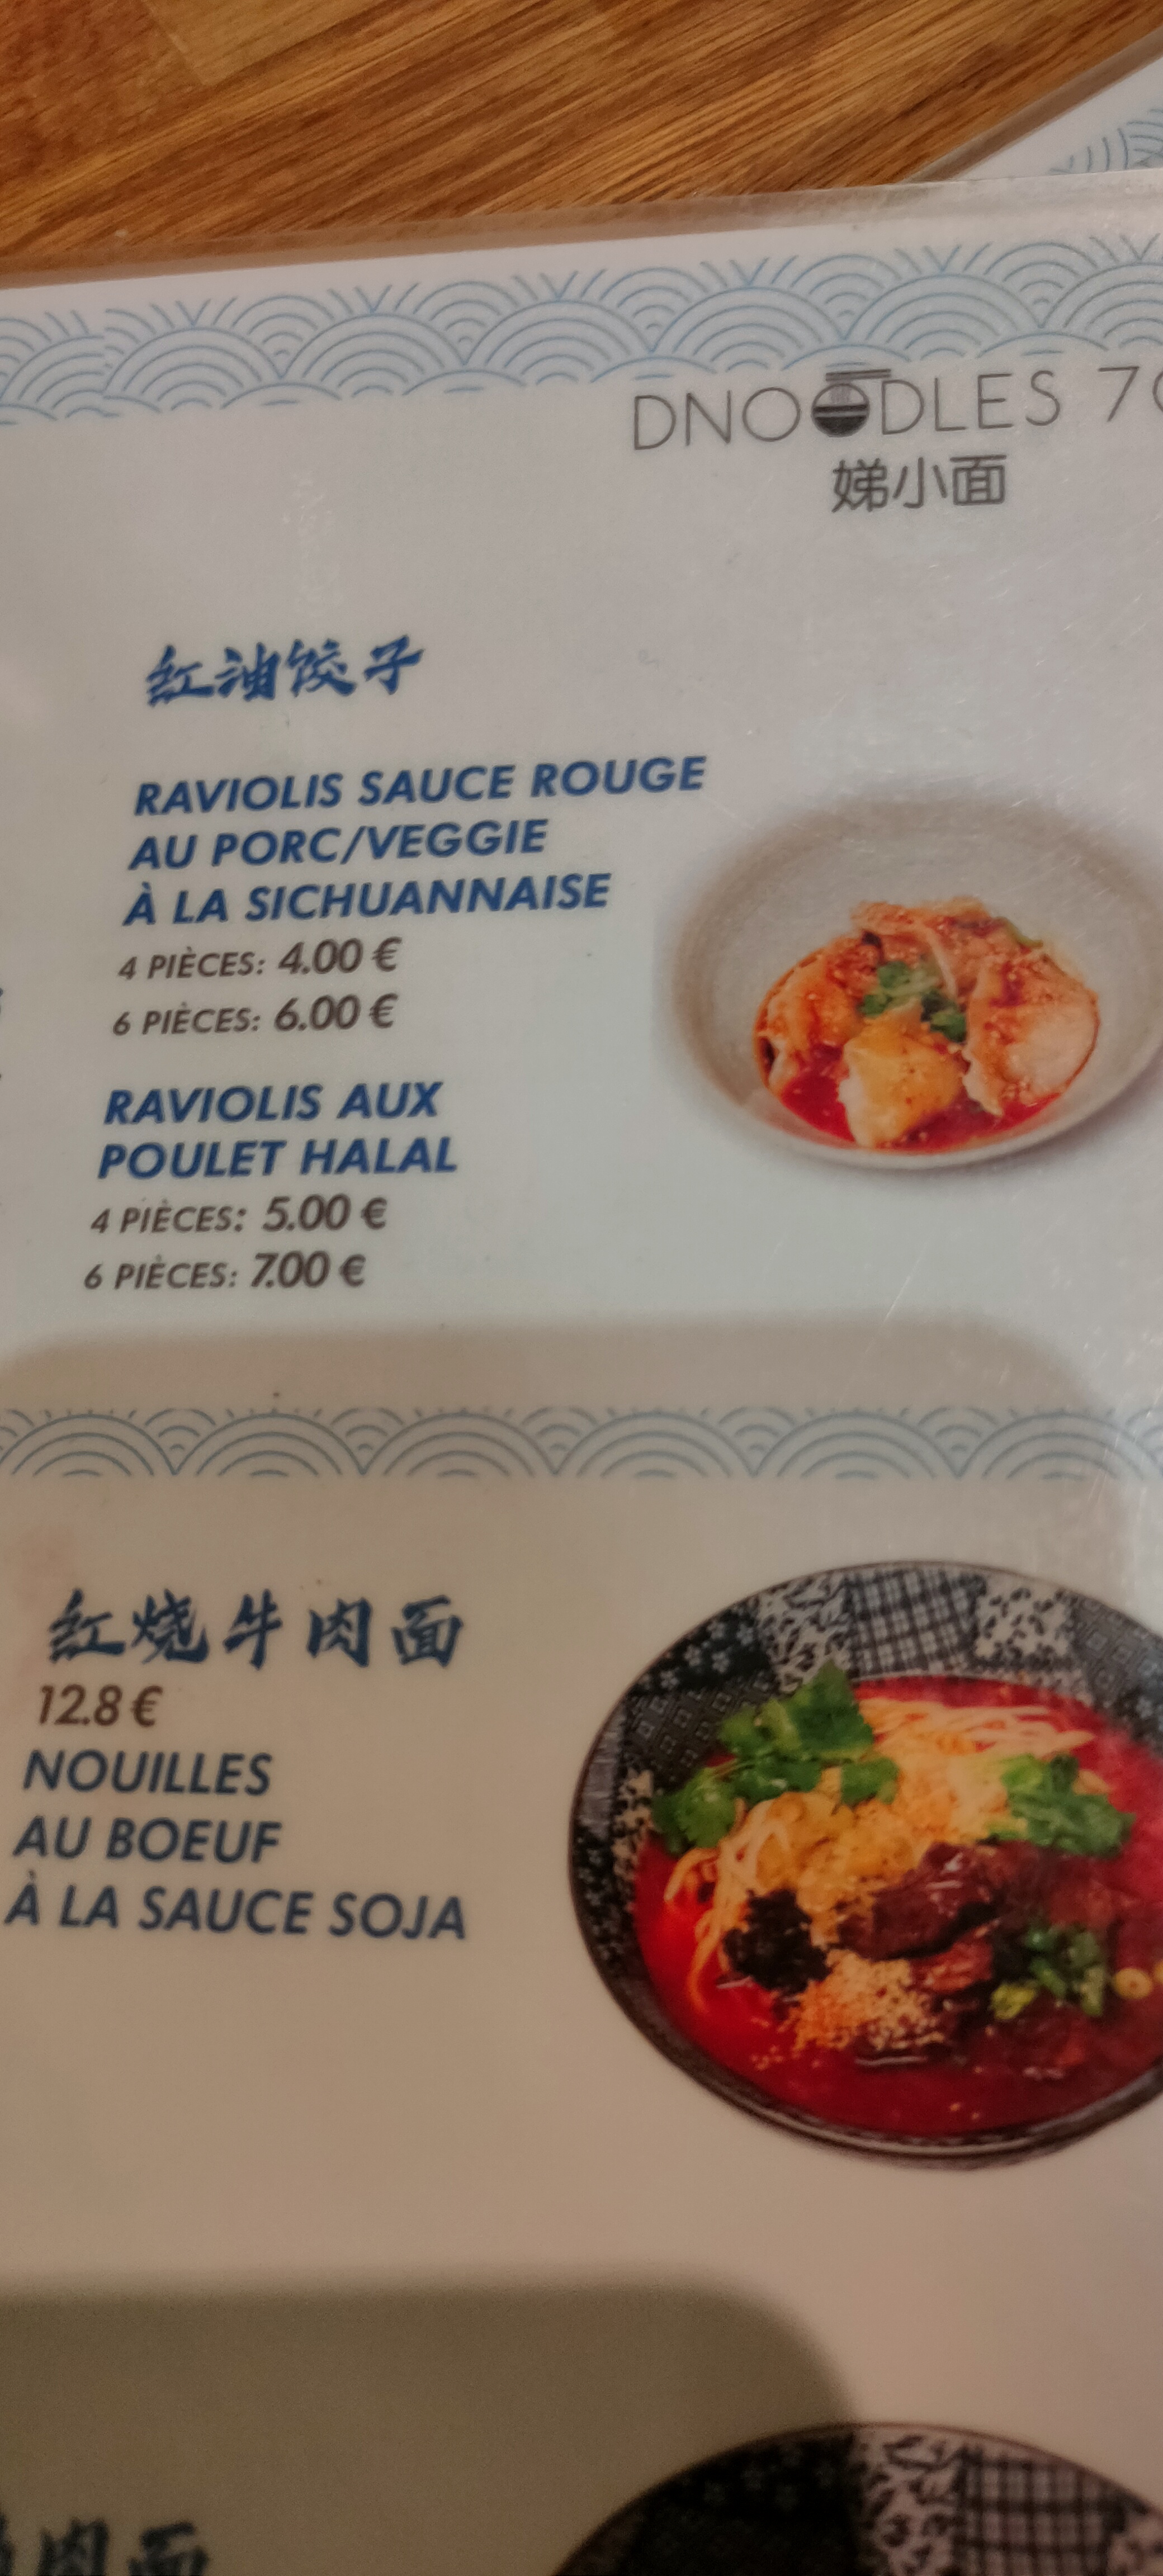 DNOODLES
娣小面
红油饺子
RAVIOLIS SAUCE ROUGE
AU PORC/VEGGIE
À LA SICHUANNAISE
4 PIÈCES: 4.00 €
6 PIÈCES: 6.00 €
RAVIOLIS AUX
POULET HALAL
4 PIÈCES: 5.00 €
6 PIÈCES: 7.00 €
红烧牛肉面
12.8 €
NOUILLES
AU BOEUF
À LA SAUCE SOJA
肉面